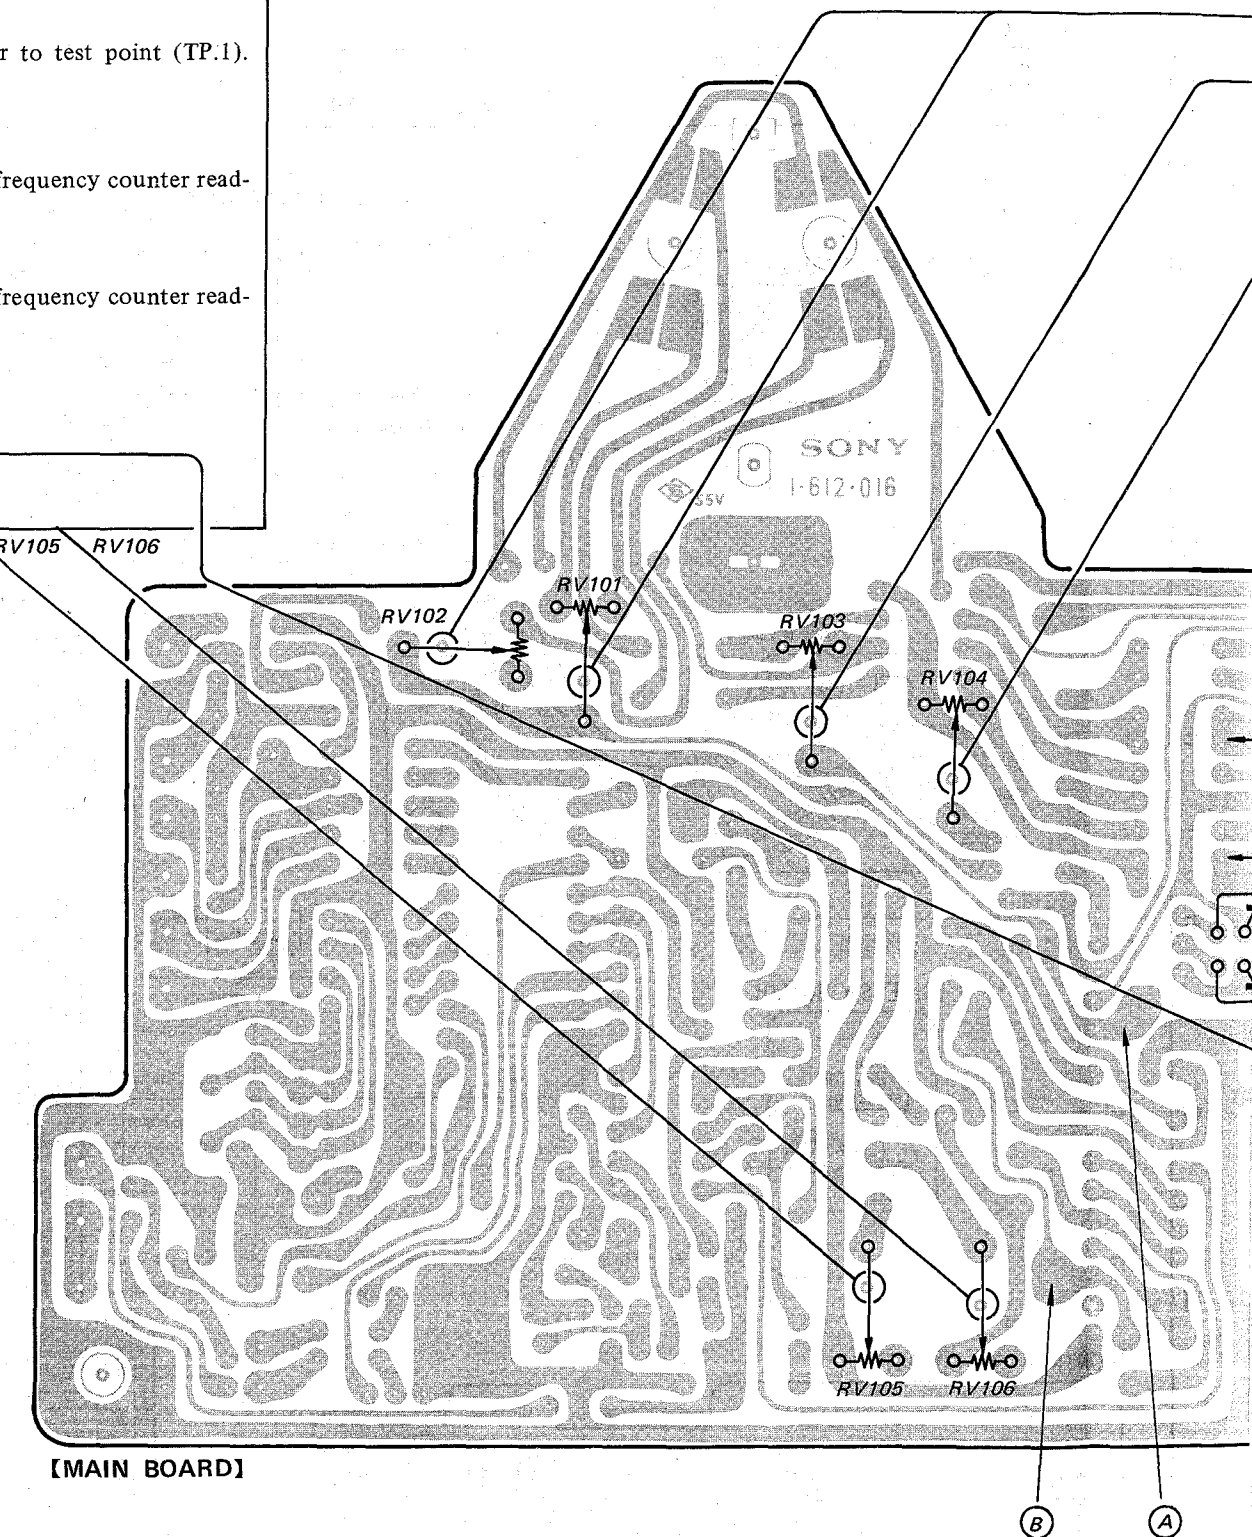 r to test point (TP.1).
frequency counter read-
frequency counter read-
RV105 RV106
SONY
1-612-016
S5V
RV101
RV102
RV103
RV104
RV105 RV106
【MAIN BOARD】
B A